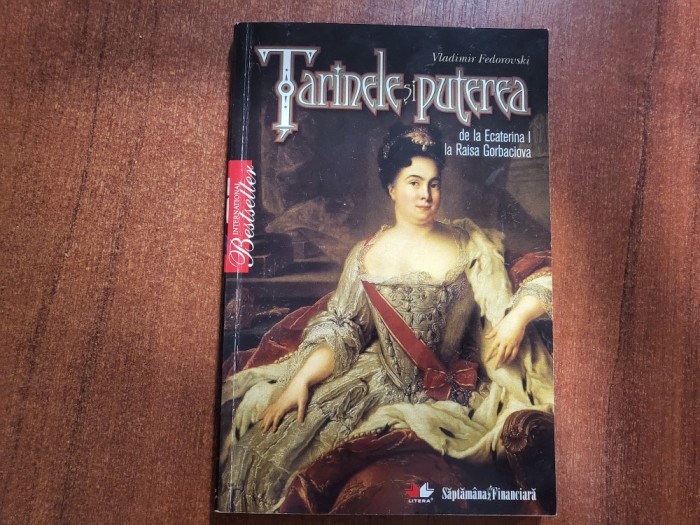 Vladimir Fedorovski
Țarinele și puterea
de la Ecaterina I
la Raisa Gorbaciova
INTERNATIONAL
Bestseller
LITERA
Săptămâna Financiară